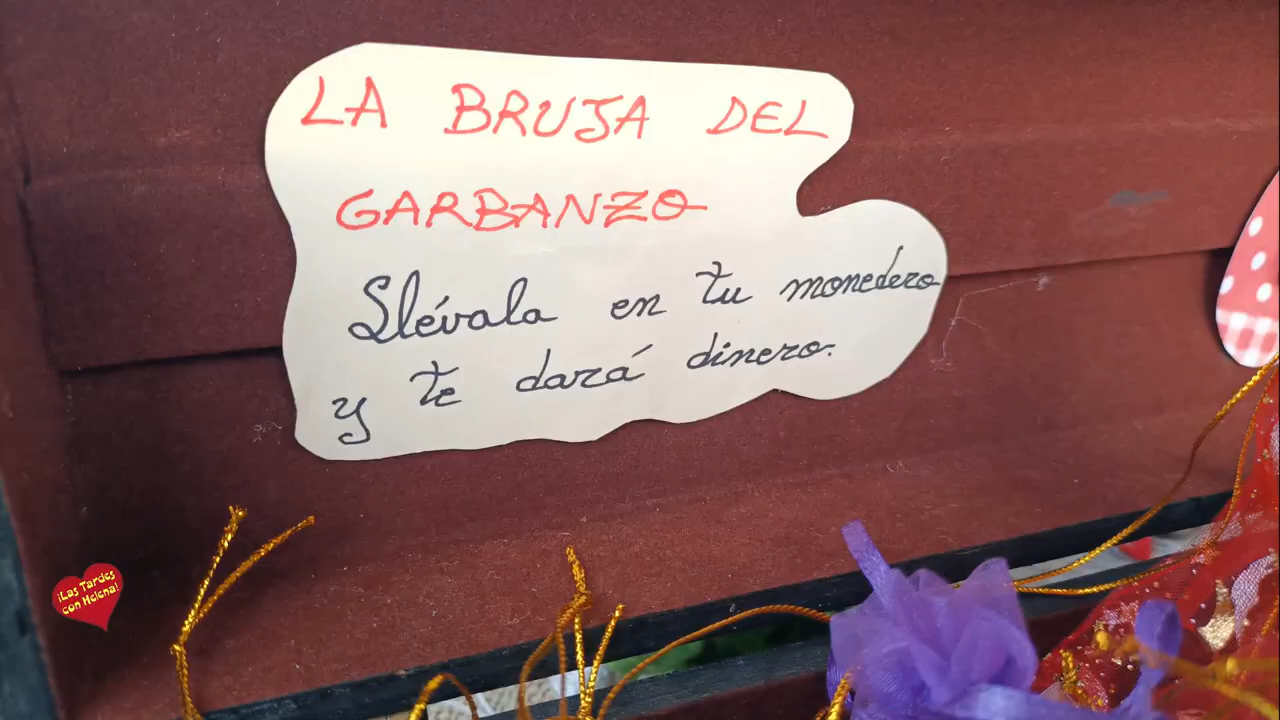 LA BRUJA DEL
GARBANZO
Llévala en tu monedero
y te dará dinero.
¡Las Tardes
con Helena!